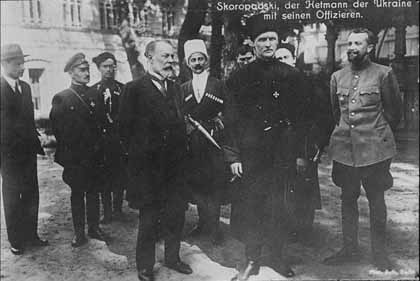 Skoropadski, der Hetmann der Ukraine
mit seinen Offizieren.